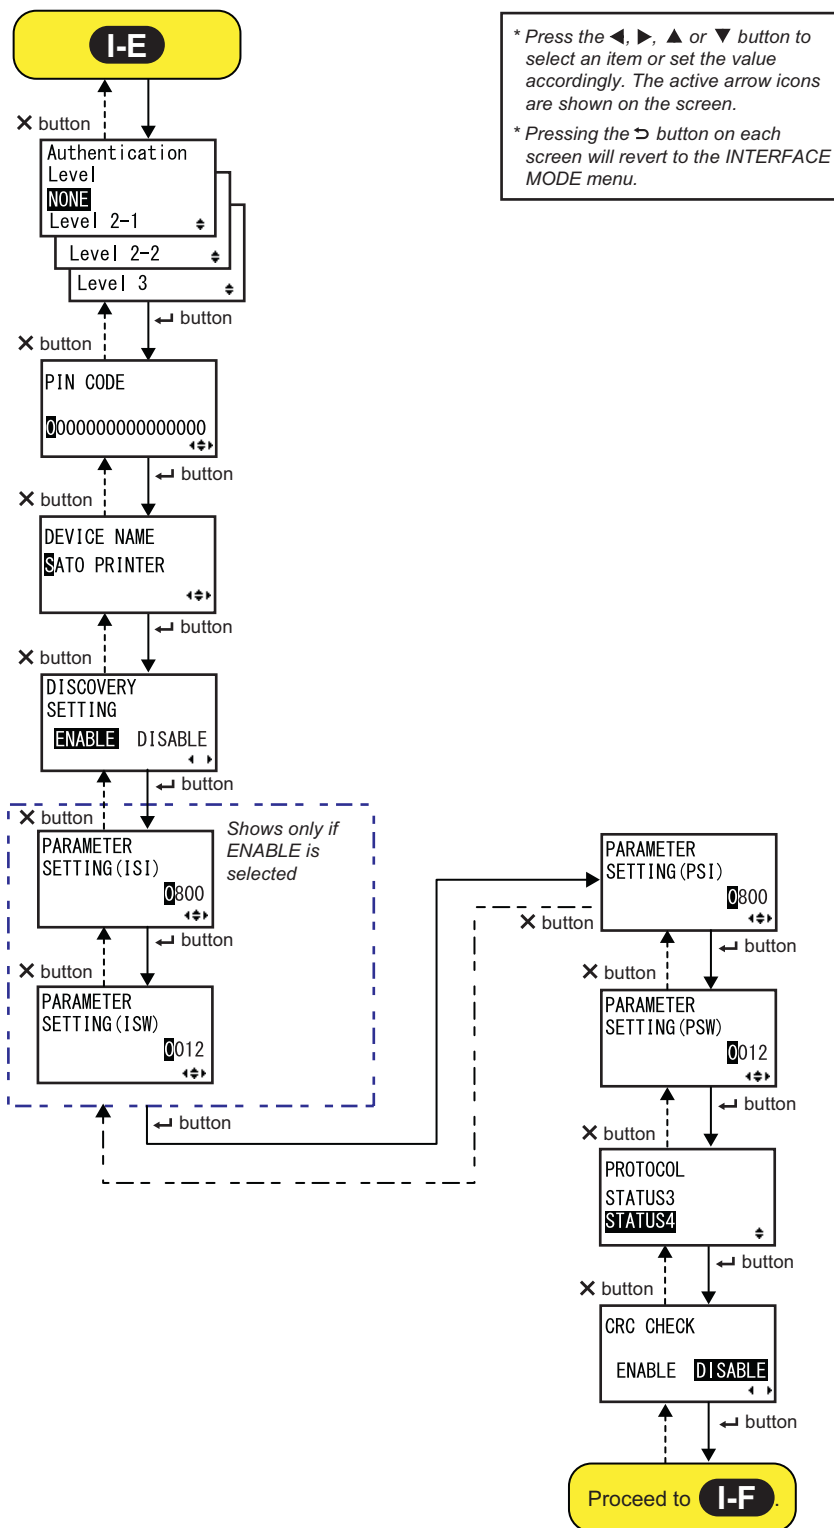 I-E
* Press the ◀, ▶, ▲ or ▼ button to
select an item or set the value
accordingly. The active arrow icons
are shown on the screen.
* Pressing the ⮌ button on each
screen will revert to the INTERFACE
MODE menu.
✕ button
Authentication
Level
NONE
Level 2-1
Level 2-2
Level 3
↵ button
✕ button
PIN CODE
0000000000000000
↵ button
✕ button
DEVICE NAME
SATO PRINTER
↵ button
✕ button
DISCOVERY
SETTING
ENABLE DISABLE
↵ button
✕ button
Shows only if
ENABLE is
selected
PARAMETER
SETTING(ISI)
0800
↵ button
✕ button
PARAMETER
SETTING(ISW)
0012
↵ button
PARAMETER
SETTING(PSI)
0800
✕ button
↵ button
✕ button
PARAMETER
SETTING(PSW)
0012
↵ button
✕ button
PROTOCOL
STATUS3
STATUS4
↵ button
✕ button
CRC CHECK
ENABLE DISABLE
↵ button
Proceed to I-F.